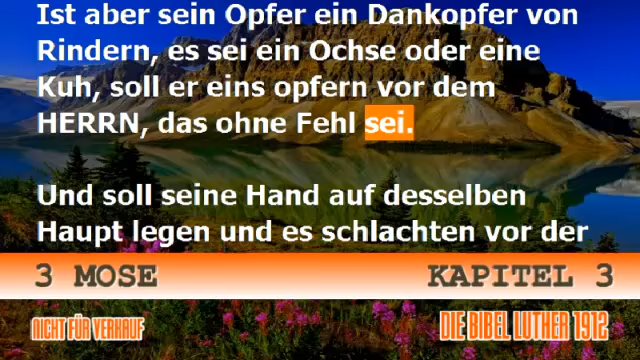 Ist aber sein Opfer ein Dankopfer von
Rindern, es sei ein Ochse oder eine
Kuh, soll er eins opfern vor dem
HERRN, das ohne Fehl sei.
Und soll seine Hand auf desselben
Haupt legen und es schlachten vor der
3 MOSE KAPITEL 3
NICHT FÜR VERKAUF DIE BIBEL LUTHER 1912